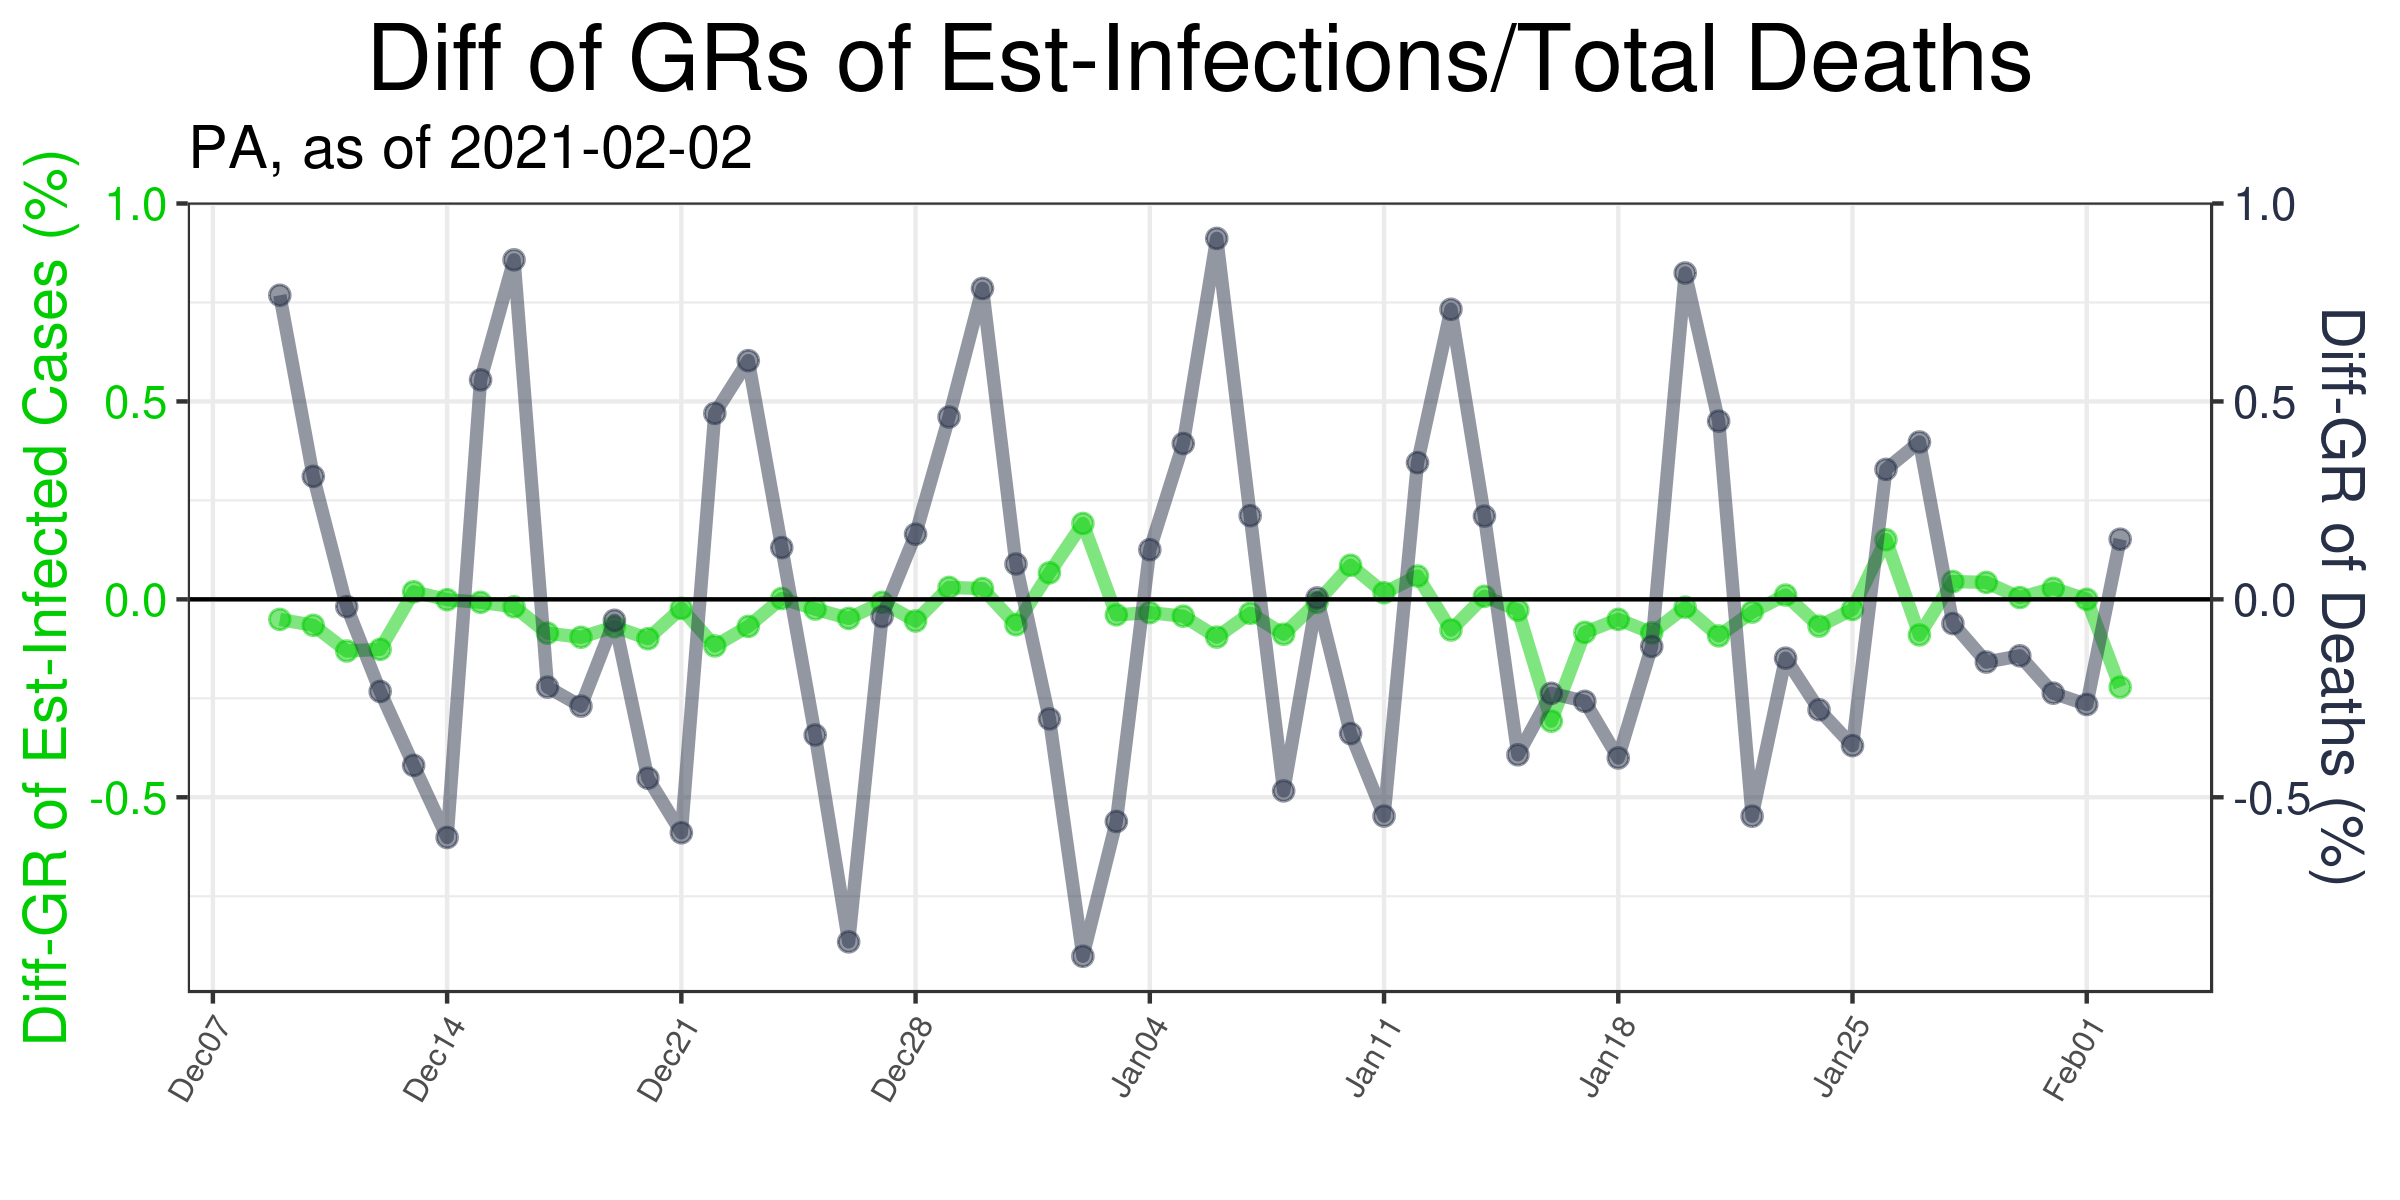 Diff of GRs of Est-Infections/Total Deaths
PA, as of 2021-02-02
Diff-GR of Est-Infected Cases (%)
1.0
0.5
0.0
-0.5
1.0
0.5
0.0
-0.5
Diff-GR of Deaths (%)
Dec07
Dec14
Dec21
Dec28
Jan04
Jan11
Jan18
Jan25
Feb01